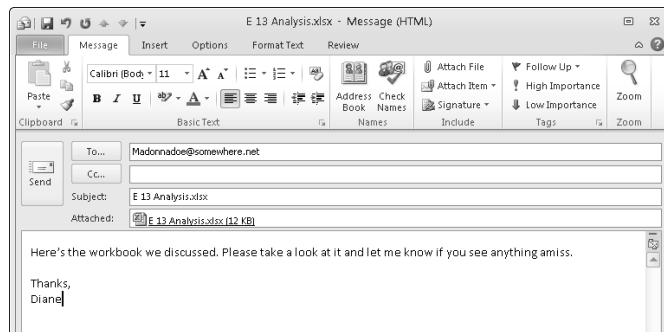 E 13 Analysis.xlsx - Message (HTML)
File Message Insert Options Format Text Review
Paste
Calibri (Body 11 A A
B I U ab A
Address Book
Check Names
Attach File
Attach Item
Signature
Follow Up
High Importance
Low Importance
Zoom
Clipboard Basic Text Names Include Tags Zoom
Send
To... Madonnadoe@somewhere.net
Cc...
Subject: E 13 Analysis.xlsx
Attached: E 13 Analysis.xlsx (12 KB)
Here's the workbook we discussed. Please take a look at it and let me know if you see anything amiss.
Thanks,
Diane